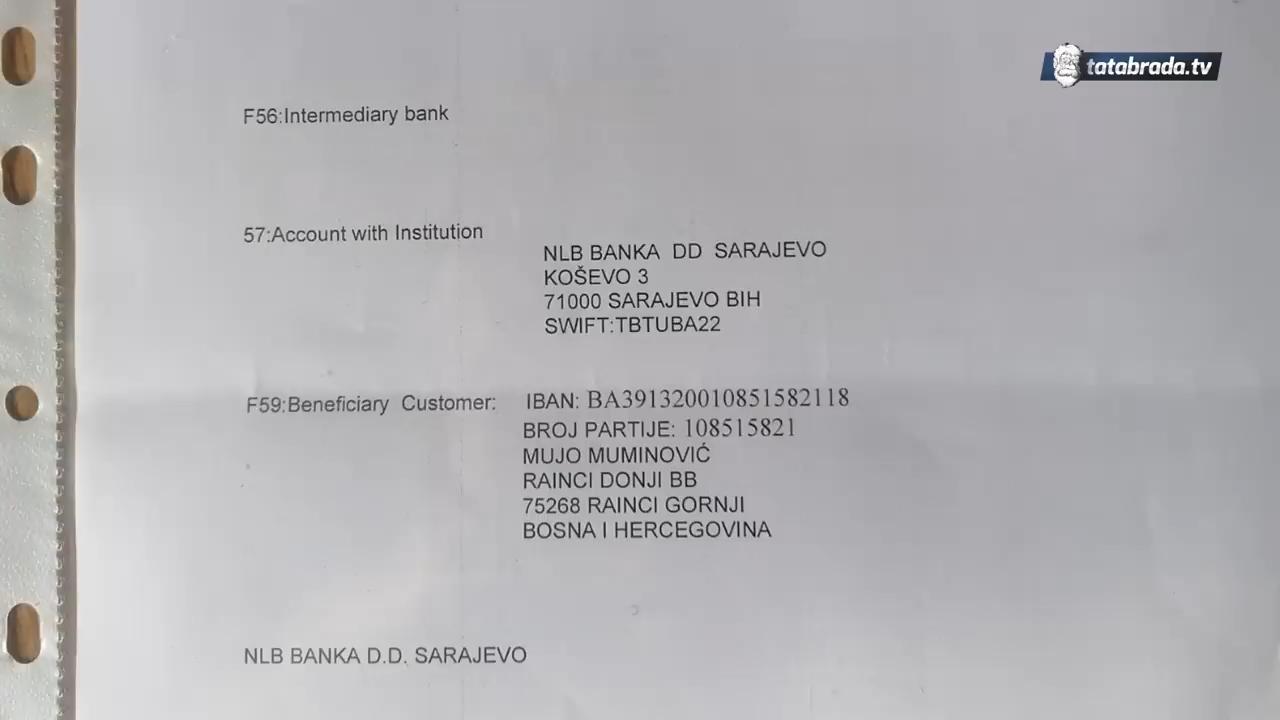 tatabrada.tv
F56:Intermediary bank
57:Account with Institution
NLB BANKA DD SARAJEVO
KOŠEVO 3
71000 SARAJEVO BIH
SWIFT:TBTUBA22
F59:Beneficiary Customer: IBAN: BA391320010851582118
BROJ PARTIJE: 108515821
MUJO MUMINOVIĆ
RAINCI DONJI BB
75268 RAINCI GORNJI
BOSNA I HERCEGOVINA
NLB BANKA D.D. SARAJEVO